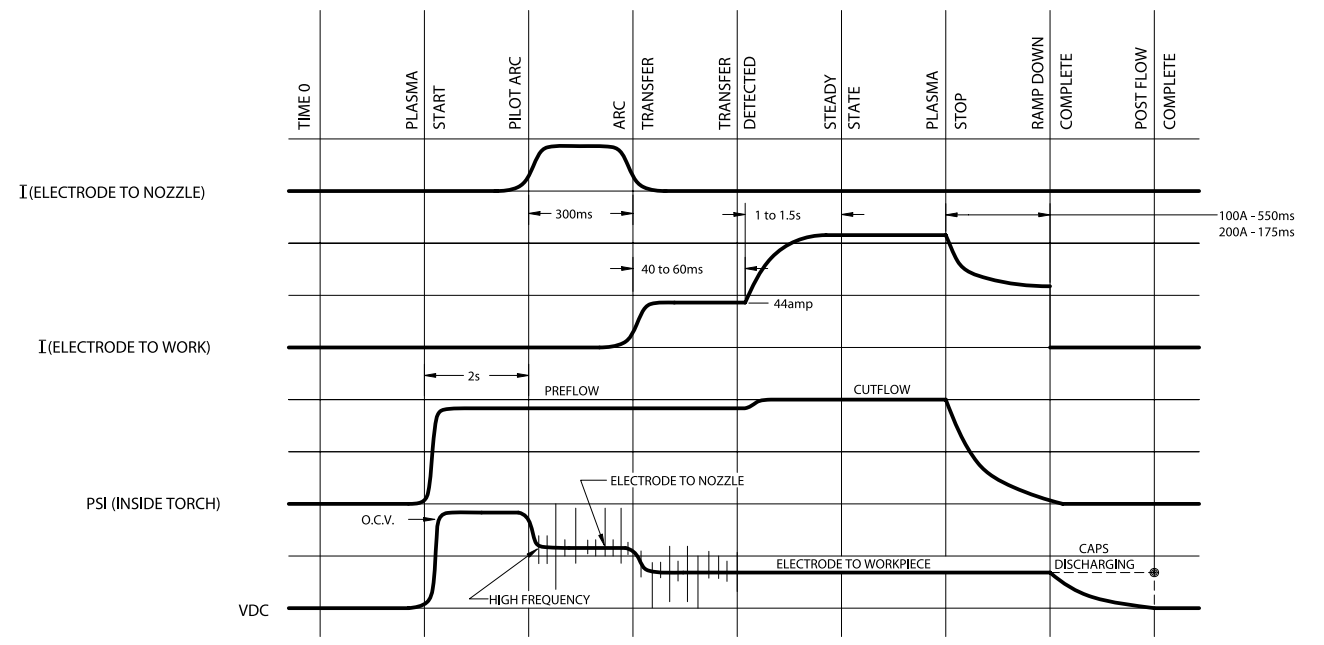 TIME 0
PLASMA
START
PILOT ARC
ARC
TRANSFER
TRANSFER
DETECTED
STEADY
STATE
PLASMA
STOP
RAMP DOWN
COMPLETE
POST FLOW
COMPLETE
I (ELECTRODE TO NOZZLE)
300ms
1 to 1.5s
100A - 550ms
200A - 175ms
40 to 60ms
44amp
I (ELECTRODE TO WORK)
2s
PREFLOW
CUTFLOW
PSI (INSIDE TORCH)
ELECTRODE TO NOZZLE
O.C.V.
CAPS
DISCHARGING
ELECTRODE TO WORKPIECE
HIGH FREQUENCY
VDC